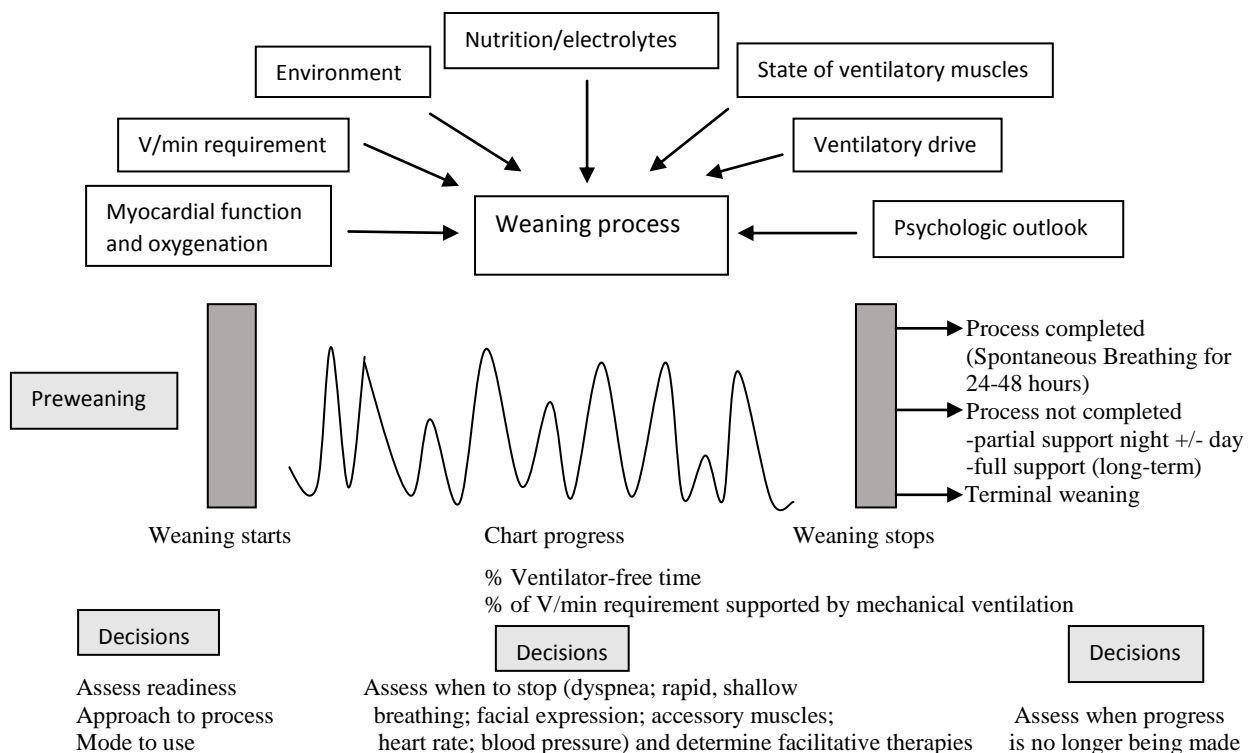 Nutrition/electrolytes
Environment
State of ventilatory muscles
V/min requirement
Ventilatory drive
Myocardial function
and oxygenation
Weaning process
Psychologic outlook
Preweaning
Process completed
(Spontaneous Breathing for
24-48 hours)
Process not completed
-partial support night +/- day
-full support (long-term)
Terminal weaning
Weaning starts
Chart progress
Weaning stops
% Ventilator-free time
% of V/min requirement supported by mechanical ventilation
Decisions
Assess readiness
Approach to process
Mode to use
Decisions
Assess when to stop (dyspnea; rapid, shallow
breathing; facial expression; accessory muscles;
heart rate; blood pressure) and determine facilitative therapies
Decisions
Assess when progress
is no longer being made